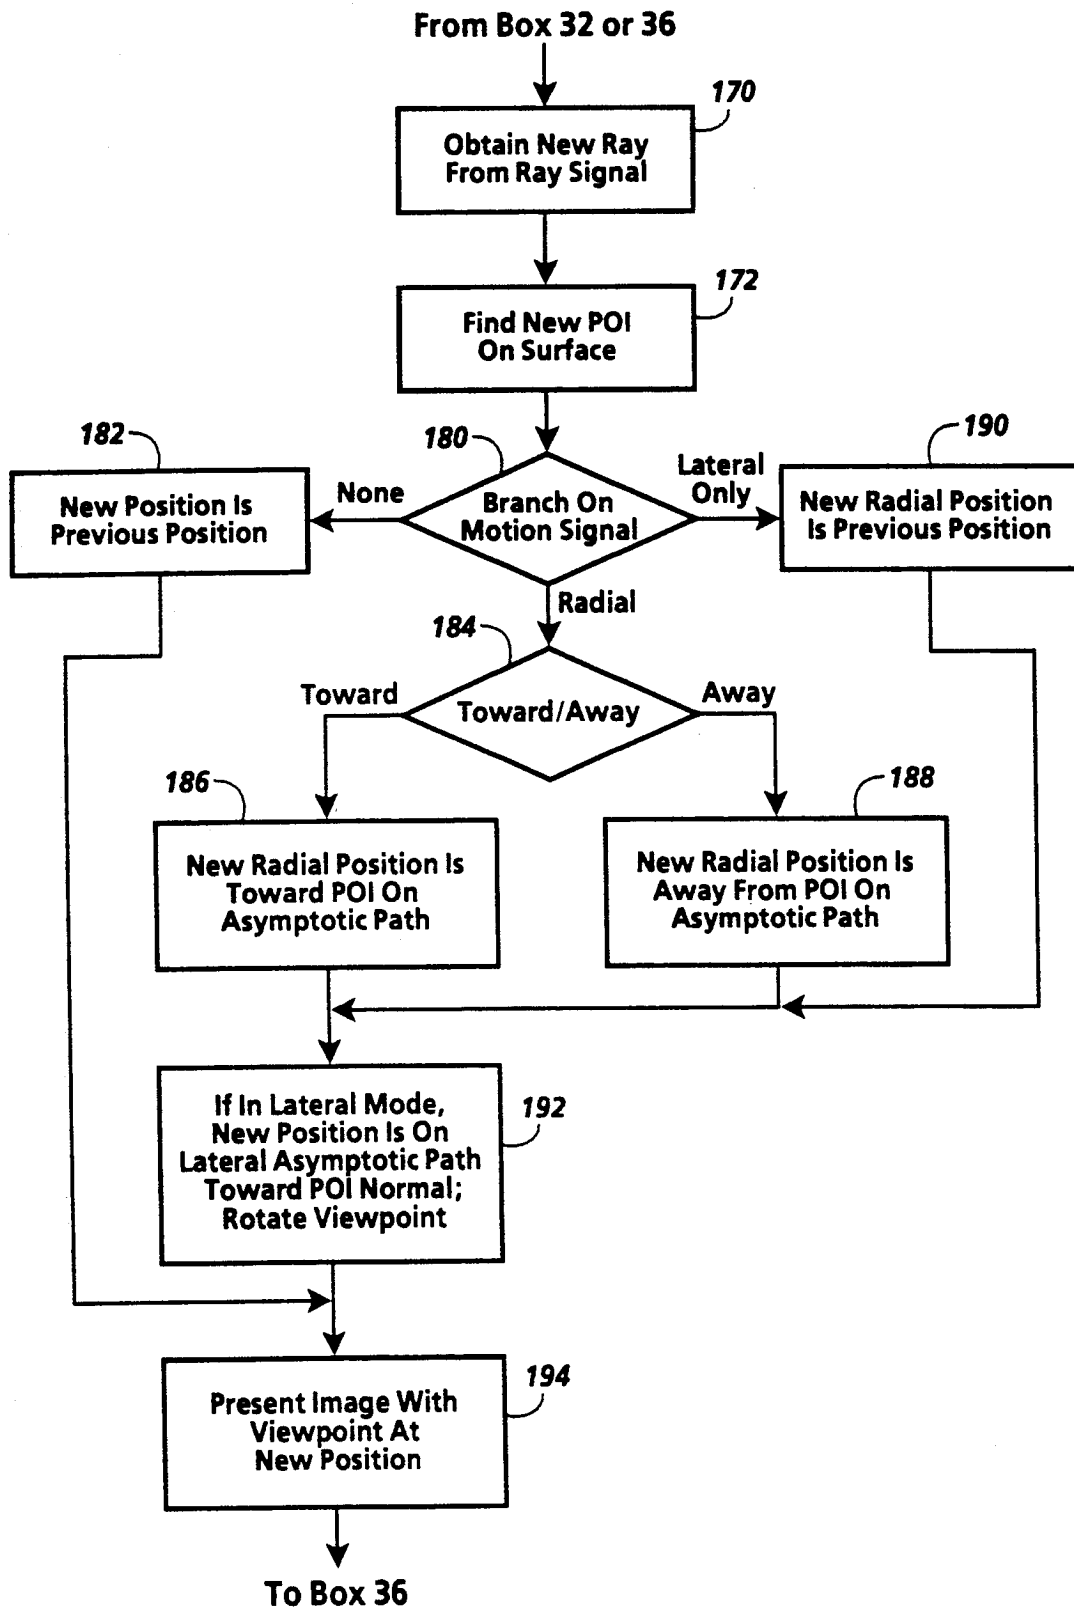 From Box 32 or 36
170
Obtain New Ray
From Ray Signal
172
Find New POI
On Surface
182
180
190
None
Lateral
Only
New Position Is
Previous Position
Branch On
Motion Signal
New Radial Position
Is Previous Position
Radial
184
Toward
Toward/Away
Away
186
188
New Radial Position Is
Toward POI On
Asymptotic Path
New Radial Position Is
Away From POI On
Asymptotic Path
If In Lateral Mode,
New Position Is On
Lateral Asymptotic Path
Toward POI Normal;
Rotate Viewpoint
192
194
Present Image With
Viewpoint At
New Position
To Box 36